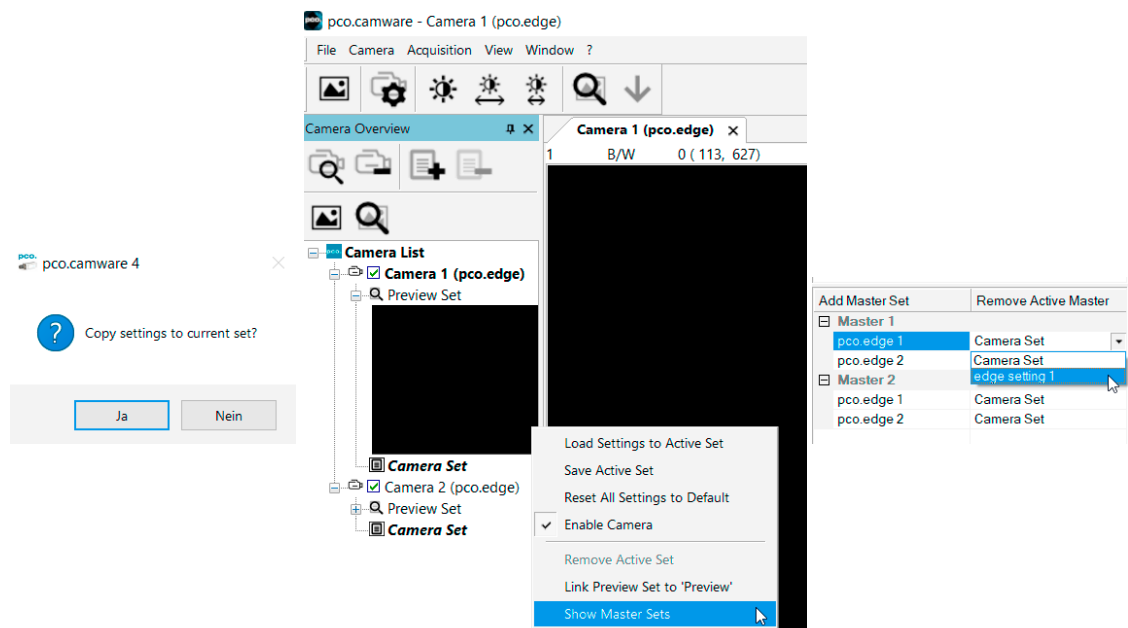 pco.camware 4
Copy settings to current set?
Ja
Nein
pco.camware - Camera 1 (pco.edge)
File Camera Acquisition View Window ?
Camera Overview
Camera 1 (pco.edge)
1 B/W 0 ( 113, 627)
Camera List
Camera 1 (pco.edge)
Preview Set
Camera Set
Camera 2 (pco.edge)
Preview Set
Camera Set
Load Settings to Active Set
Save Active Set
Reset All Settings to Default
Enable Camera
Remove Active Set
Link Preview Set to 'Preview'
Show Master Sets
Add Master Set Remove Active Master
Master 1
pco.edge 1 Camera Set
pco.edge 2 Camera Set
edge setting 1
Master 2
pco.edge 1 Camera Set
pco.edge 2 Camera Set